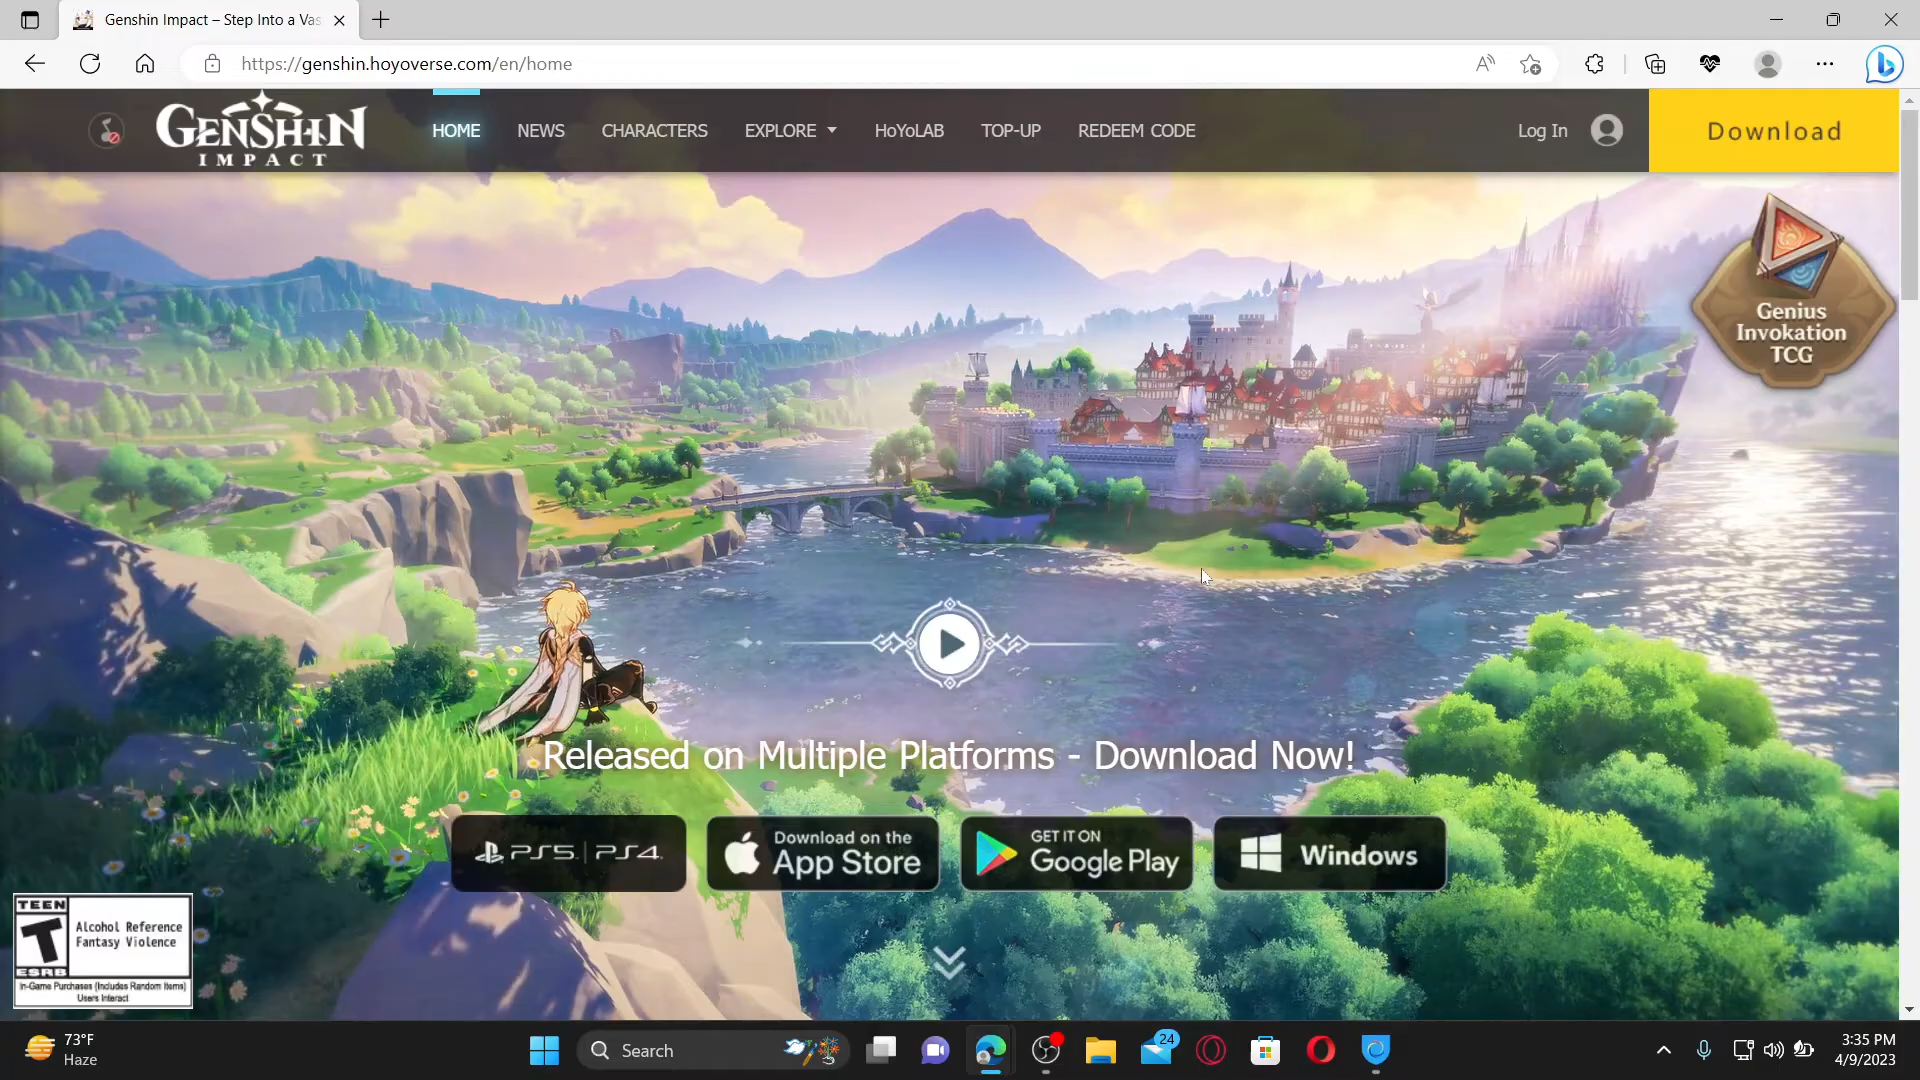 Genshin Impact – Step Into a Vas
https://genshin.hoyoverse.com/en/home
GENSHIN
IMPACT
HOME
NEWS
CHARACTERS
EXPLORE
HoYoLAB
TOP-UP
REDEEM CODE
Log In
Download
Genius
Invokation
TCG
Released on Multiple Platforms - Download Now!
PS5 | PS4
Download on the
App Store
GET IT ON
Google Play
Windows
TEEN
T
ESRB
Alcohol Reference
Fantasy Violence
In-Game Purchases (Includes Random Items)
Users Interact
73°F
Haze
Search
24
3:35 PM
4/9/2023